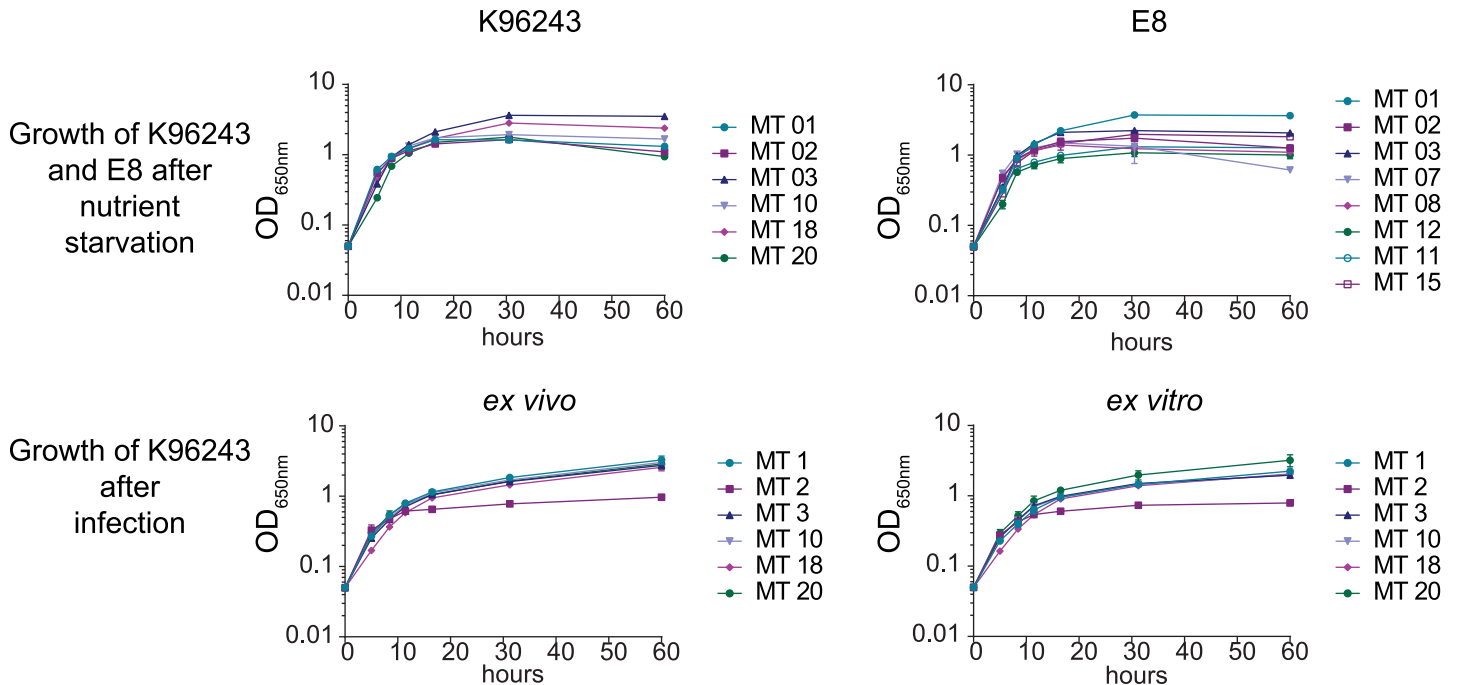 K96243
E8
Growth of K96243
and E8 after
nutrient
starvation
OD650nm
10
1
0.1
0.01
0 10 20 30 40 50 60
hours
MT 01
MT 02
MT 03
MT 10
MT 18
MT 20
OD650nm
10
1
0.1
0.01
0 10 20 30 40 50 60
hours
MT 01
MT 02
MT 03
MT 07
MT 08
MT 12
MT 11
MT 15
Growth of K96243
after
infection
ex vivo
OD650nm
10
1
0.1
0.01
0 10 20 30 40 50 60
hours
MT 1
MT 2
MT 3
MT 10
MT 18
MT 20
ex vitro
OD650nm
10
1
0.1
0.01
0 10 20 30 40 50 60
hours
MT 1
MT 2
MT 3
MT 10
MT 18
MT 20